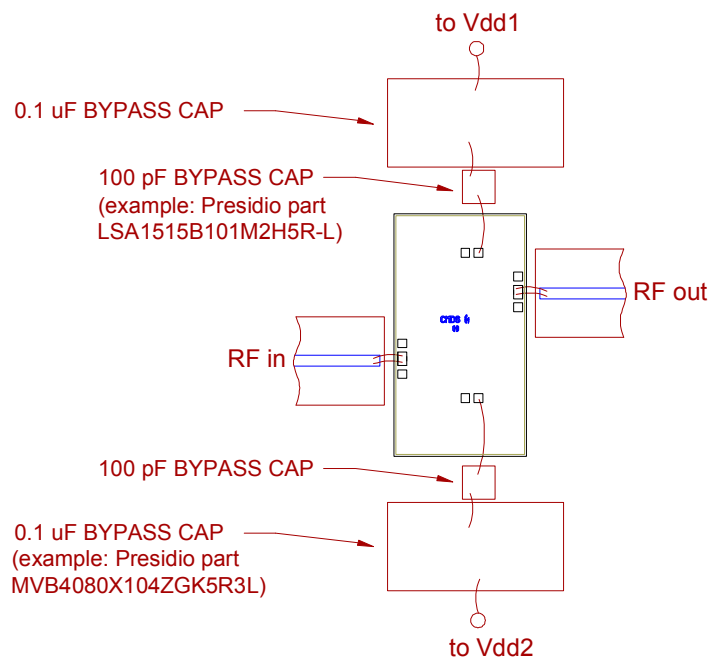 to Vdd1
0.1 uF BYPASS CAP
100 pF BYPASS CAP
(example: Presidio part
LSA1515B101M2H5R-L)
RF out
RF in
100 pF BYPASS CAP
0.1 uF BYPASS CAP
(example: Presidio part
MVB4080X104ZGK5R3L)
to Vdd2